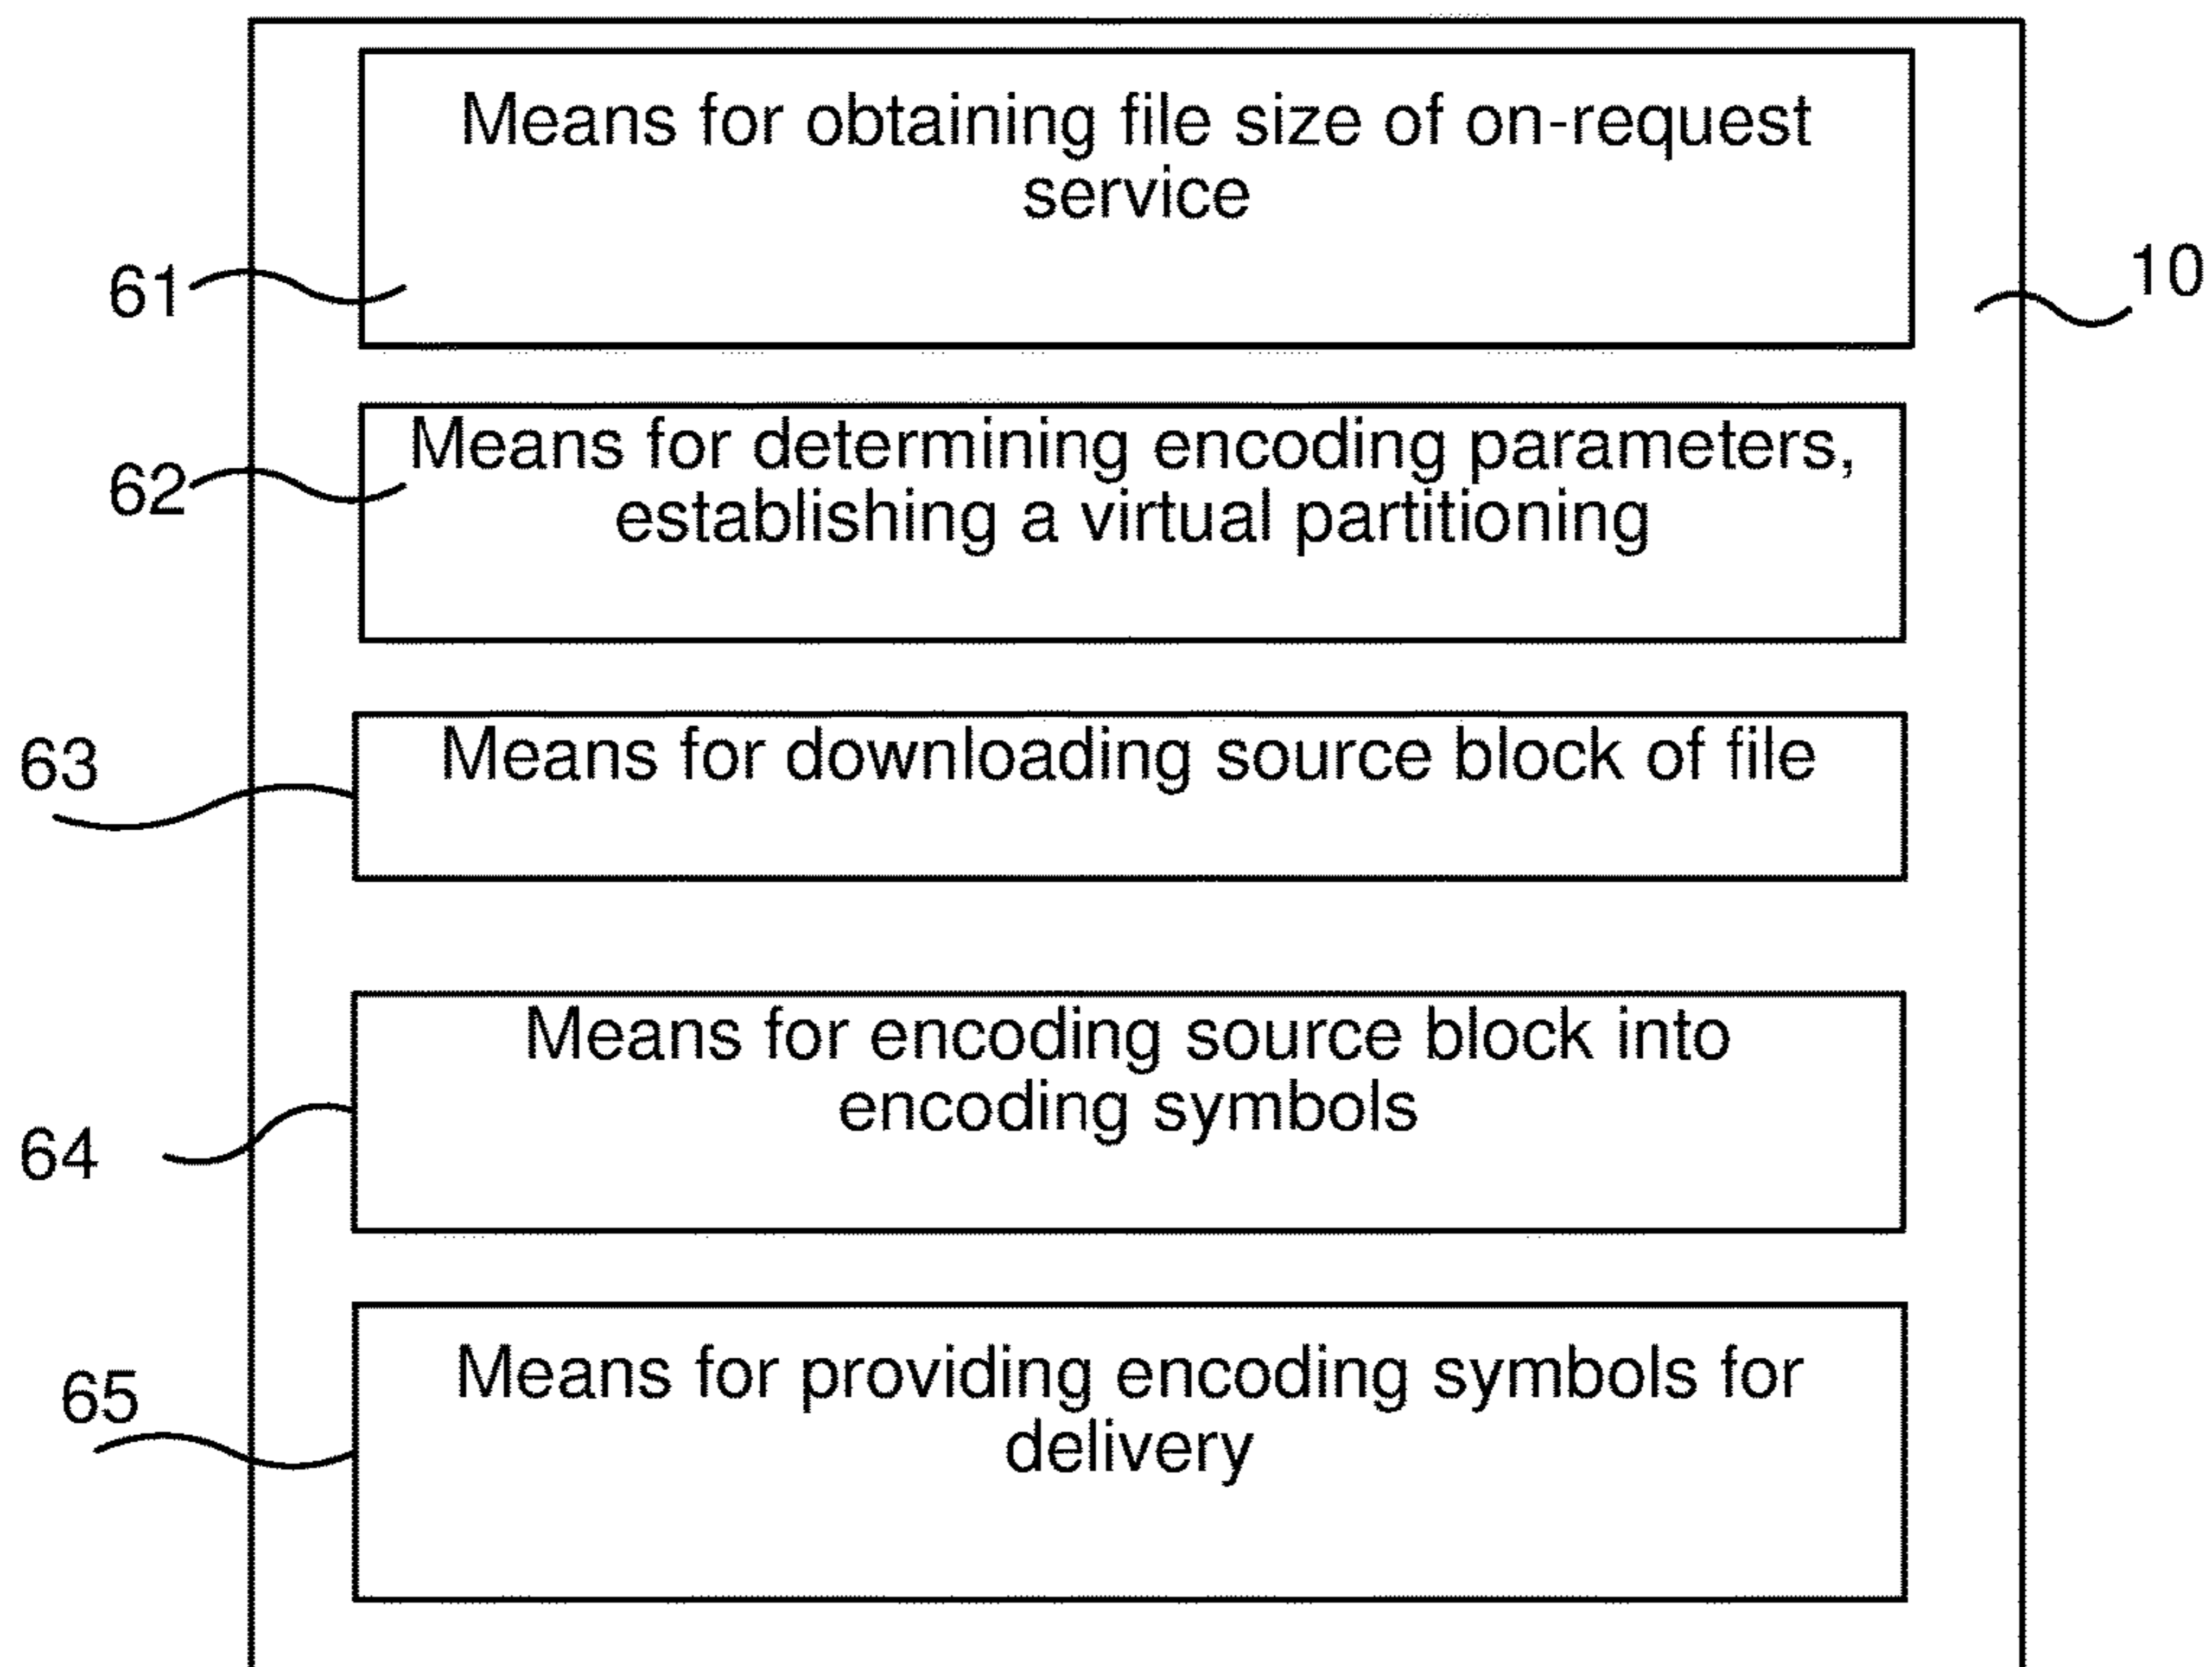 Means for obtaining file size of on-request
service
61
10
Means for determining encoding parameters,
establishing a virtual partitioning
62
Means for downloading source block of file
63
Means for encoding source block into
encoding symbols
64
Means for providing encoding symbols for
delivery
65